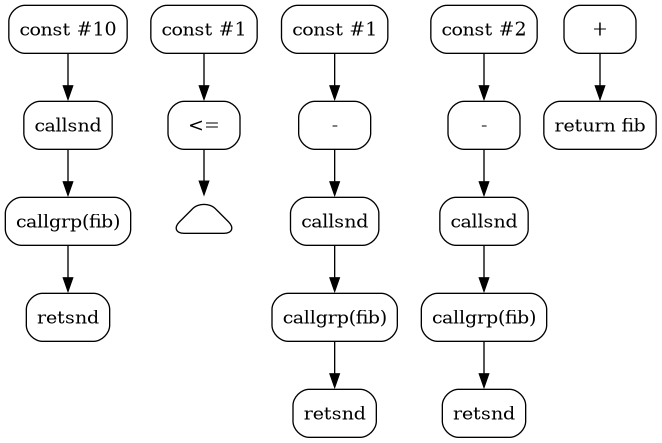 const #10
callsnd
callgrp(fib)
retsnd
const #1
<=
const #1
-
callsnd
callgrp(fib)
retsnd
const #2
-
callsnd
callgrp(fib)
retsnd
+
return fib